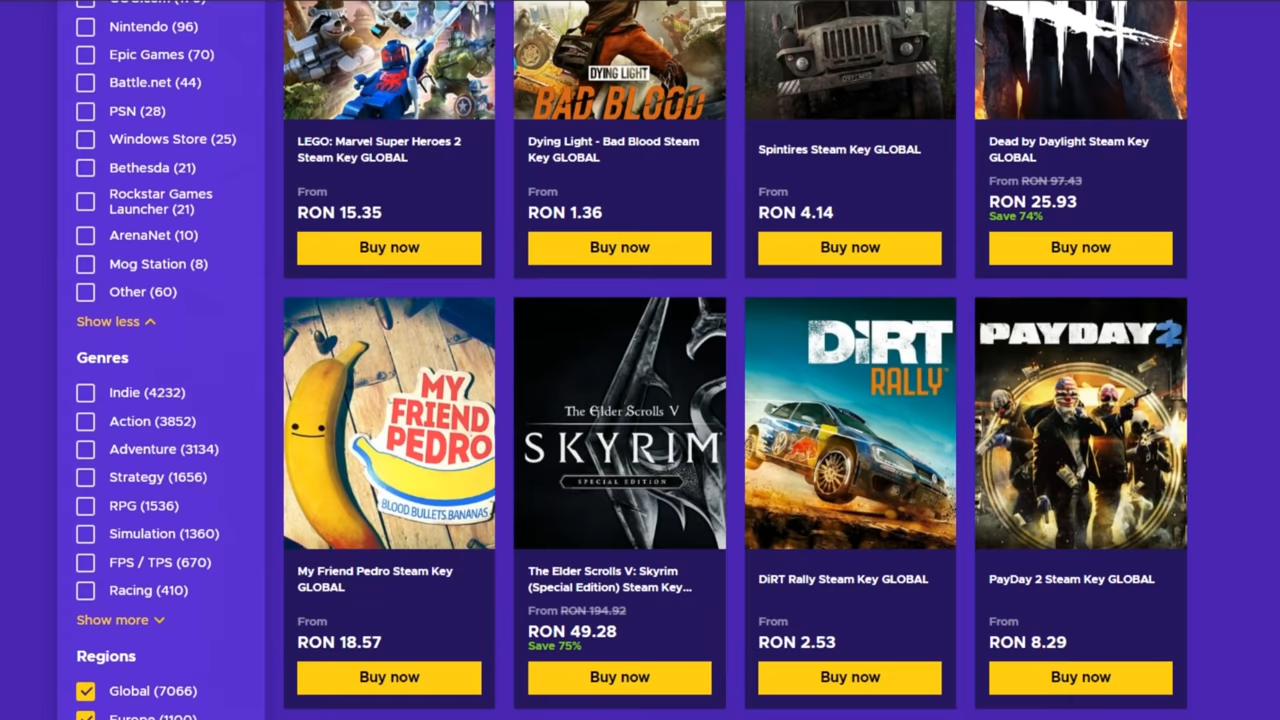 Nintendo (96)
Epic Games (70)
Battle.net (44)
PSN (28)
Windows Store (25)
Bethesda (21)
Rockstar Games
Launcher (21)
ArenaNet (10)
Mog Station (8)
Other (60)
Show less
Genres
Indie (4232)
Action (3852)
Adventure (3134)
Strategy (1656)
RPG (1536)
Simulation (1360)
FPS / TPS (670)
Racing (410)
Show more
Regions
Global (7066)
Europe (1100)
LEGO: Marvel Super Heroes 2
Steam Key GLOBAL
From
RON 15.35
Buy now
DYING LIGHT
BAD BLOOD
Dying Light - Bad Blood Steam
Key GLOBAL
From
RON 1.36
Buy now
Spintires Steam Key GLOBAL
From
RON 4.14
Buy now
Dead by Daylight Steam Key
GLOBAL
From RON 97.43
RON 25.93
Save 74%
Buy now
MY
FRIEND
PEDRO
BLOOD BULLETS BANANAS
My Friend Pedro Steam Key
GLOBAL
From
RON 18.57
Buy now
The Elder Scrolls V
SKYRIM
SPECIAL EDITION
The Elder Scrolls V: Skyrim
(Special Edition) Steam Key...
From RON 194.92
RON 49.28
Save 75%
Buy now
DiRT
RALLY
DiRT Rally Steam Key GLOBAL
From
RON 2.53
Buy now
PAYDAY 2
PayDay 2 Steam Key GLOBAL
From
RON 8.29
Buy now